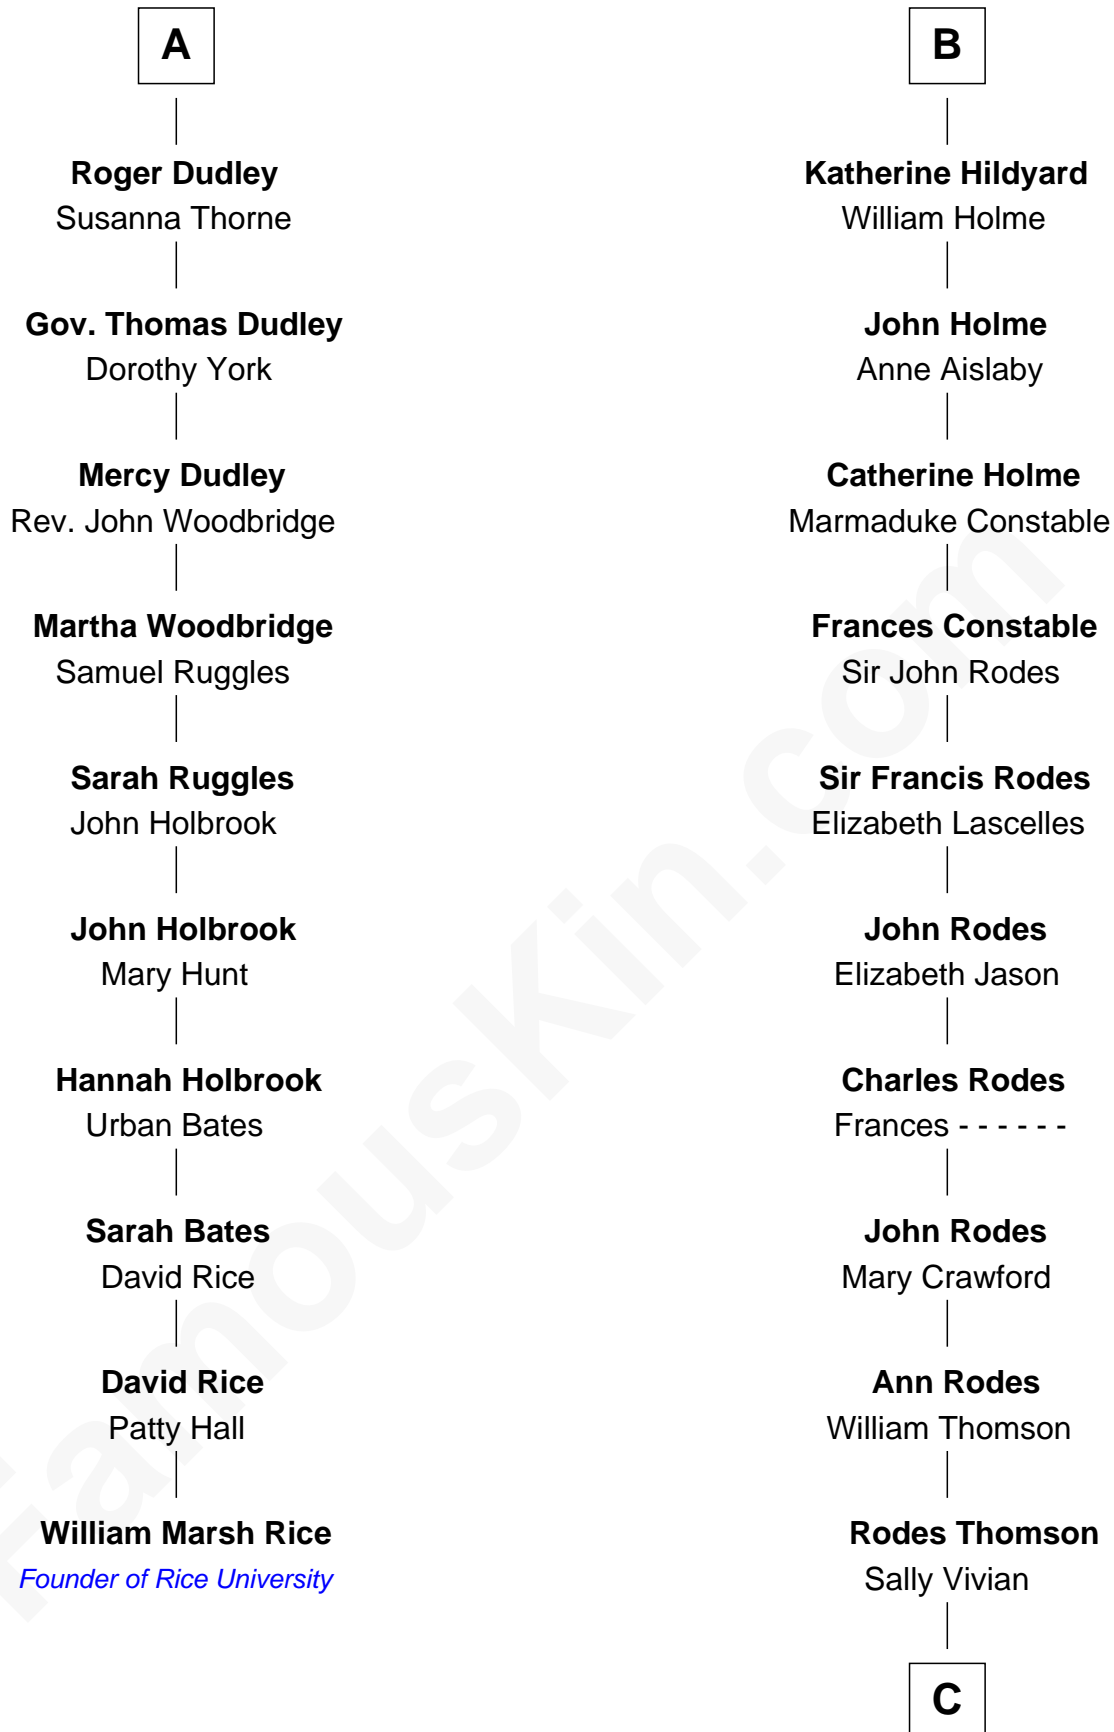 A
Roger Dudley
Susanna Thorne
Gov. Thomas Dudley
Dorothy York
Mercy Dudley
Rev. John Woodbridge
Martha Woodbridge
Samuel Ruggles
Sarah Ruggles
John Holbrook
John Holbrook
Mary Hunt
Hannah Holbrook
Urban Bates
Sarah Bates
David Rice
David Rice
Patty Hall
William Marsh Rice
Founder of Rice University
B
Katherine Hildyard
William Holme
John Holme
Anne Aislaby
Catherine Holme
Marmaduke Constable
Frances Constable
Sir John Rodes
Sir Francis Rodes
Elizabeth Lascelles
John Rodes
Elizabeth Jason
Charles Rodes
Frances - - - - - -
John Rodes
Mary Crawford
Ann Rodes
William Thomson
Rodes Thomson
Sally Vivian
C
FamousKin.com